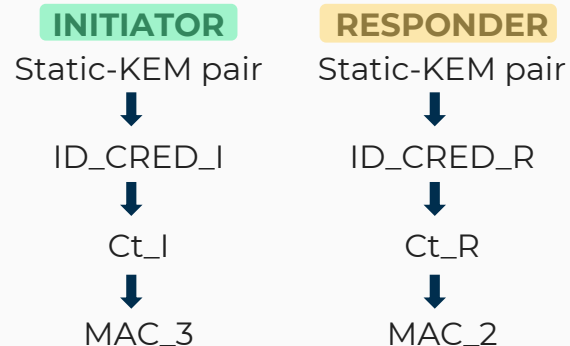 INITIATOR RESPONDER
Static-KEM pair Static-KEM pair
ID_CRED_I ID_CRED_R
Ct_I Ct_R
MAC_3 MAC_2